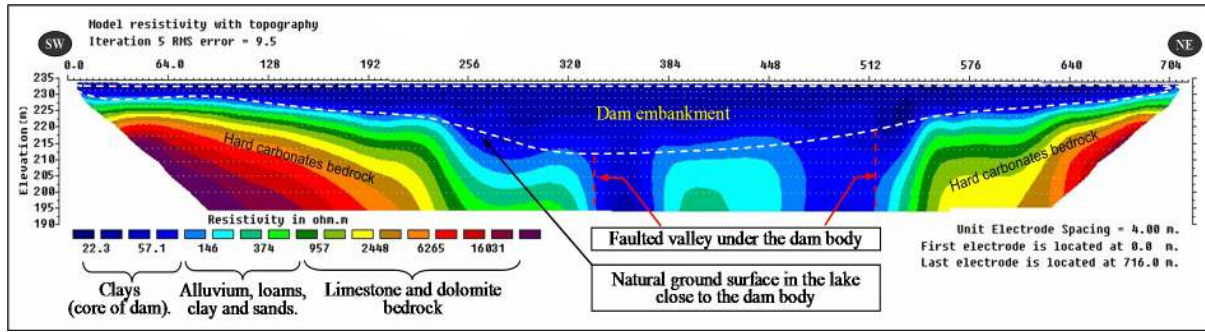 Model resistivity with topography
Iteration 5 RMS error = 9.5
SW
NE
0.0 64.0 128 192 256 320 384 448 512 576 640 704
Elevation(m)
235
230
225
220
215
210
205
200
195
190
Dam embankment
Hard carbonates bedrock
Hard carbonates bedrock
Resistivity in ohm.m
22.3 57.1 146 374 957 2448 6265 16031
Clays
(core of dam).
Alluvium, loams,
clay and sands.
Limestone and dolomite
bedrock
Faulted valley under the dam body
Natural ground surface in the lake
close to the dam body
Unit Electrode Spacing = 4.00 m.
First electrode is located at 0.0 m.
Last electrode is located at 716.0 m.